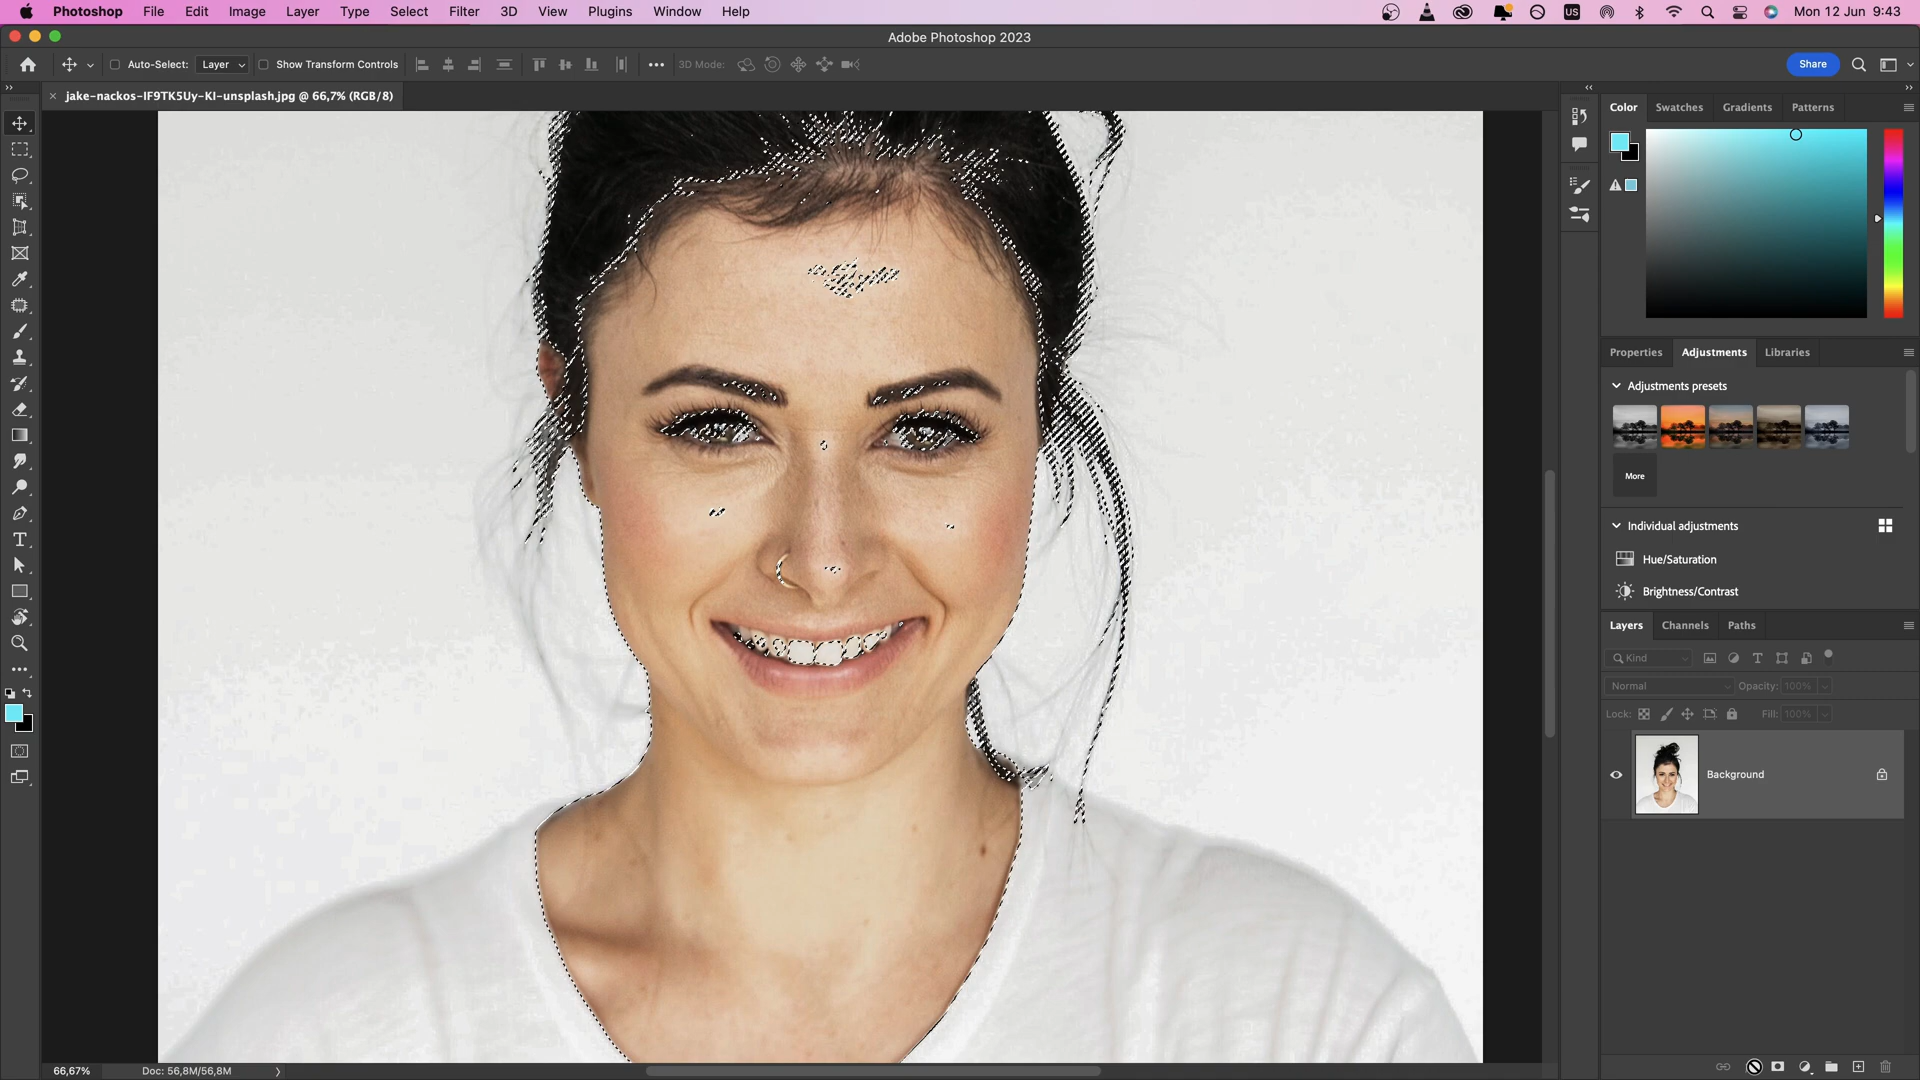 Photoshop File Edit Image Layer Type Select Filter 3D View Plugins Window Help US Mon 12 Jun 9:43
Adobe Photoshop 2023
Auto-Select: Layer Show Transform Controls 3D Mode: Share
jake-nackos-IF9TK5Uy-KI-unsplash.jpg @ 66,7% (RGB/8)
Color Swatches Gradients Patterns
Properties Adjustments Libraries
Adjustments presets
More
Individual adjustments
Hue/Saturation
Brightness/Contrast
Layers Channels Paths
Kind
Normal Opacity: 100%
Lock: Fill: 100%
Background
66,67% Doc: 56,8M/56,8M